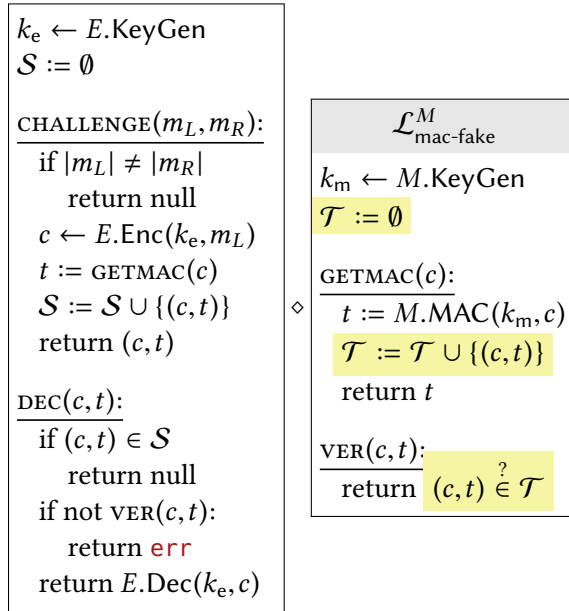 k_e ← E.KeyGen
𝒮 := ∅
CHALLENGE(m_L, m_R):
if |m_L| ≠ |m_R|
return null
c ← E.Enc(k_e, m_L)
t := GETMAC(c)
𝒮 := 𝒮 ∪ {(c, t)}
return (c, t)
DEC(c, t):
if (c, t) ∈ 𝒮
return null
if not VER(c, t):
return err
return E.Dec(k_e, c)
⋄
ℒ^M_mac-fake
k_m ← M.KeyGen
𝒯 := ∅
GETMAC(c):
t := M.MAC(k_m, c)
𝒯 := 𝒯 ∪ {(c, t)}
return t
VER(c, t):
return (c, t) ∈? 𝒯